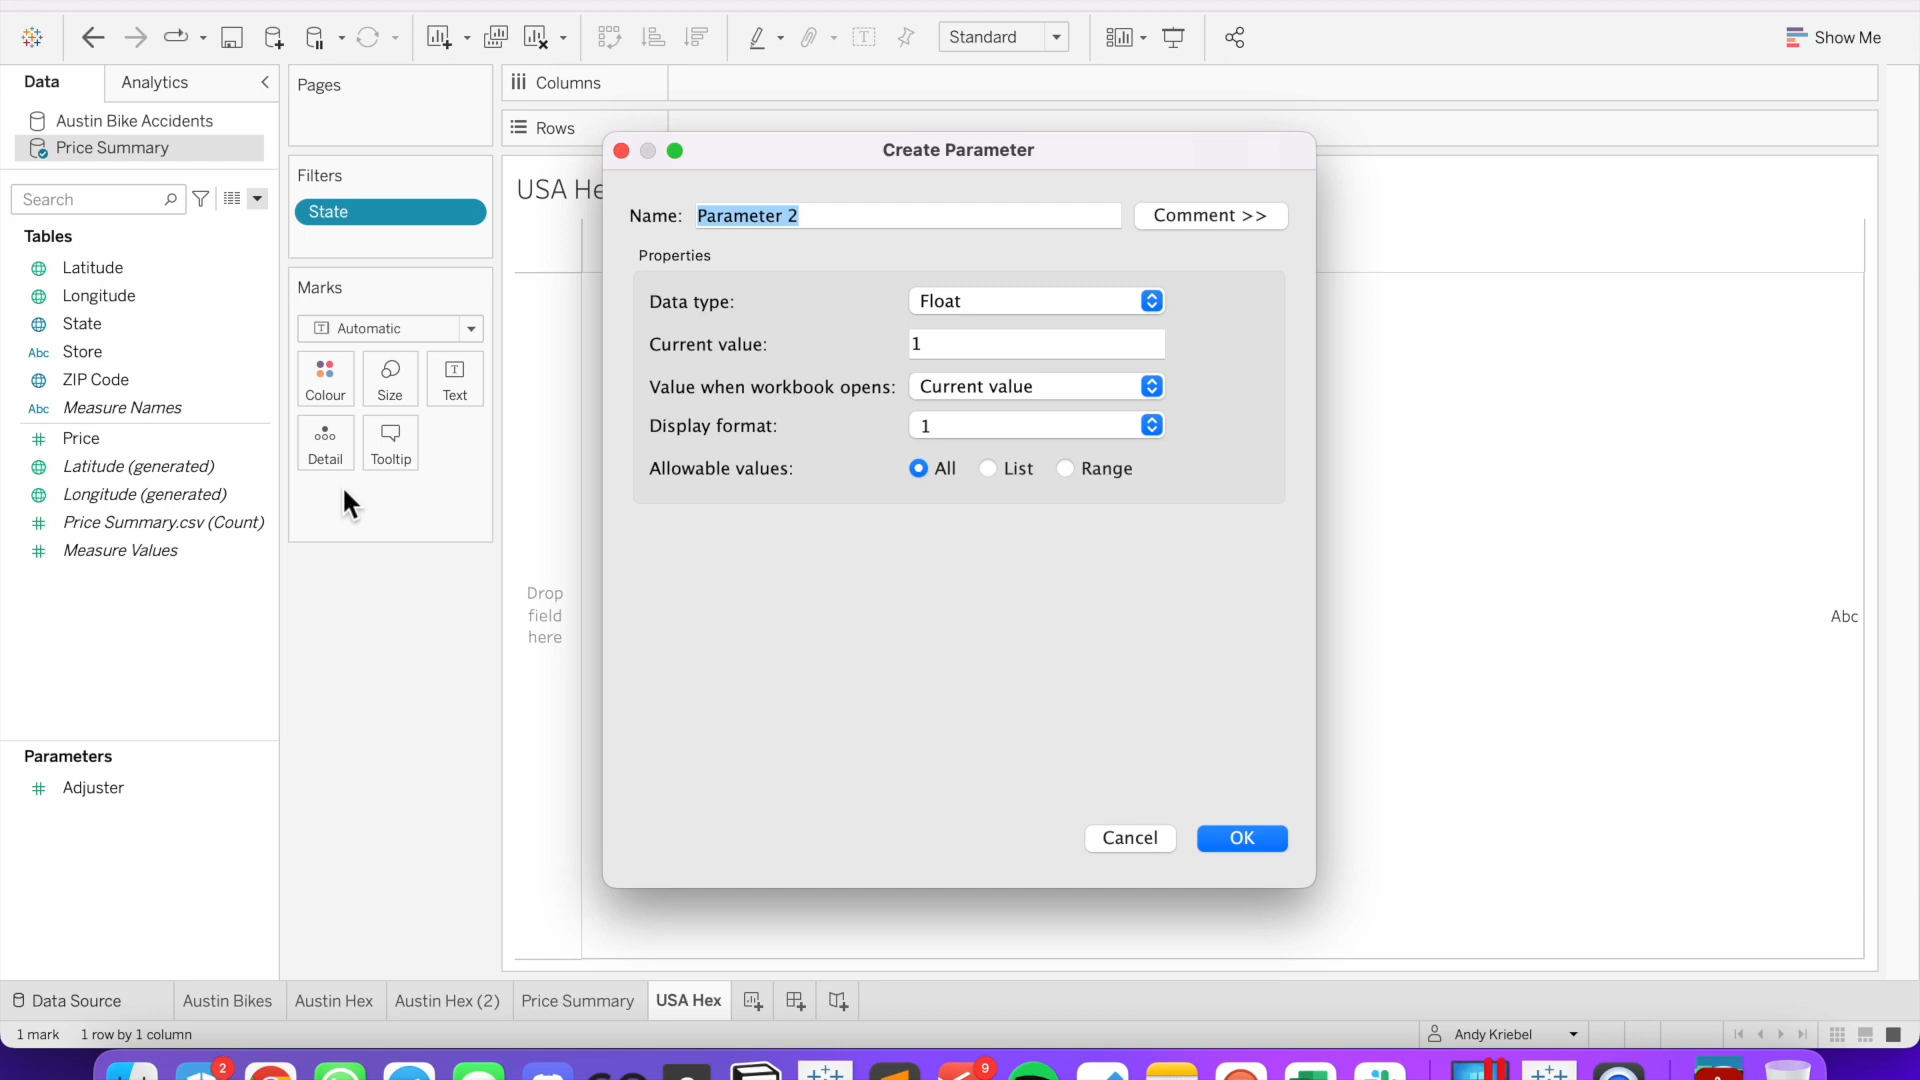 Standard
Show Me
Data
Analytics
Pages
Columns
Austin Bike Accidents
Price Summary
Rows
Create Parameter
Filters
State
USA He
Name: Parameter 2
Comment >>
Search
Tables
Properties
Latitude
Longitude
State
Abc Store
ZIP Code
Abc Measure Names
Price
Latitude (generated)
Longitude (generated)
Price Summary.csv (Count)
Measure Values
Marks
Automatic
Colour
Size
Text
Detail
Tooltip
Data type: Float
Current value: 1
Value when workbook opens: Current value
Display format: 1
Allowable values: All List Range
Drop
field
here
Abc
Parameters
Adjuster
Cancel
OK
Data Source
Austin Bikes
Austin Hex
Austin Hex (2)
Price Summary
USA Hex
1 mark
1 row by 1 column
Andy Kriebel
2
9